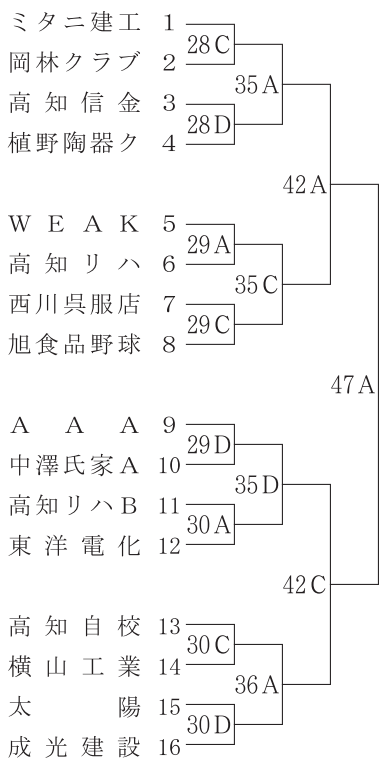 ミタニ建工 1
28C
岡林クラブ 2
35A
高知信金 3
28D
植野陶器ク 4
42A
WEAK 5
29A
高知リハ 6
35C
西川呉服店 7
29C
旭食品野球 8
47A
AAA 9
29D
中澤氏家A 10
35D
高知リハB 11
30A
東洋電化 12
42C
高知自校 13
30C
横山工業 14
36A
太陽 15
30D
成光建設 16